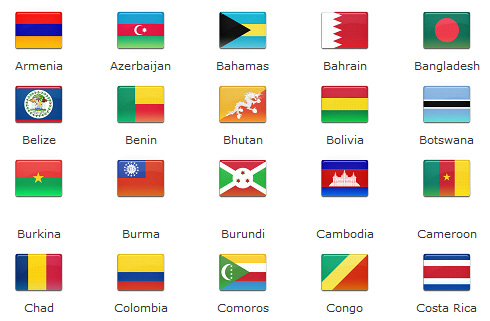 Armenia Azerbaijan Bahamas Bahrain Bangladesh
Belize Benin Bhutan Bolivia Botswana
Burkina Burma Burundi Cambodia Cameroon
Chad Colombia Comoros Congo Costa Rica